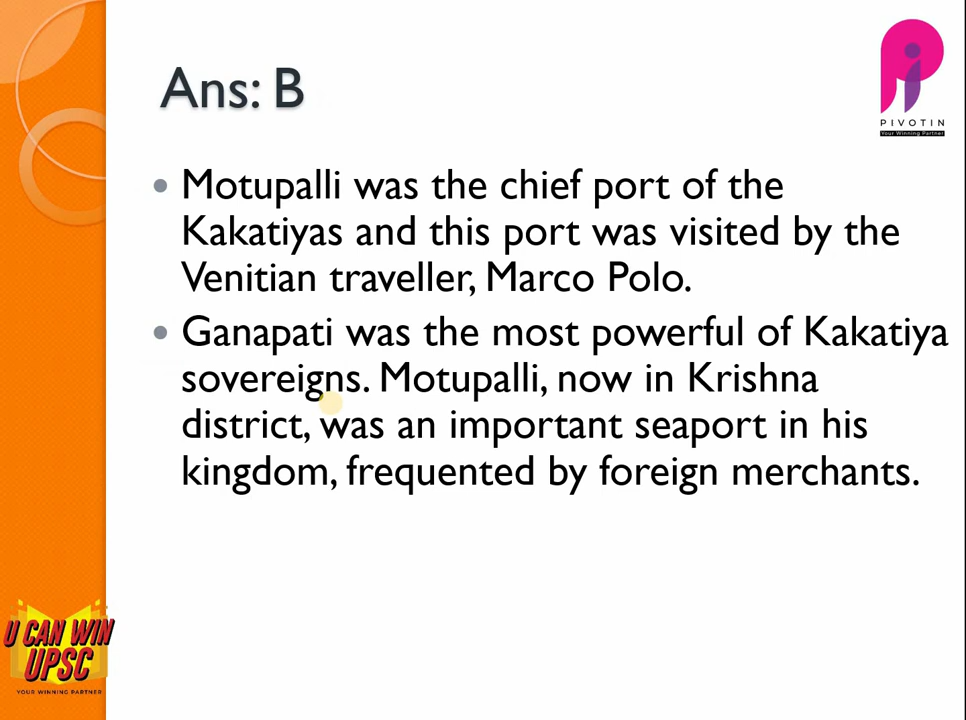 PIVOTIN
Your Winning Partner
Ans: B
Motupalli was the chief port of the
Kakatiyas and this port was visited by the
Venitian traveller, Marco Polo.
Ganapati was the most powerful of Kakatiya
sovereigns. Motupalli, now in Krishna
district, was an important seaport in his
kingdom, frequented by foreign merchants.
U CAN WIN
UPSC
YOUR WINNING PARTNER